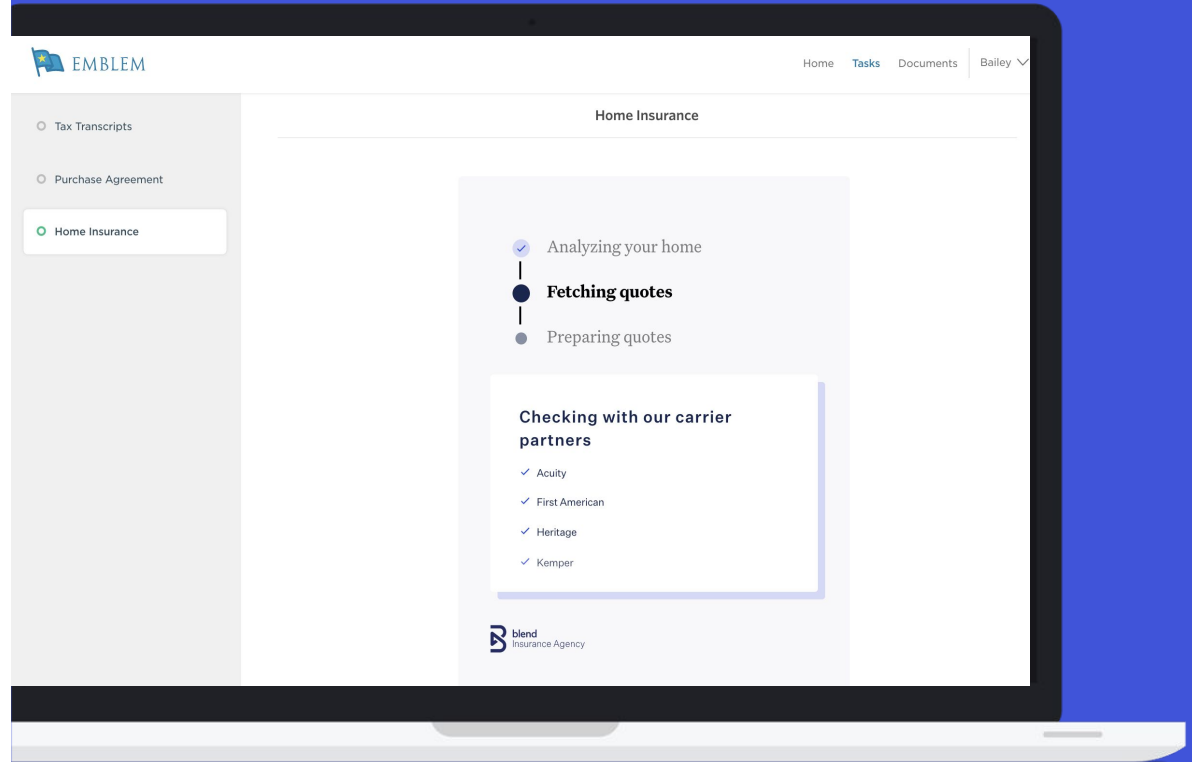 EMBLEM
Home Tasks Documents Bailey
Tax Transcripts
Purchase Agreement
Home Insurance
Home Insurance
Analyzing your home
Fetching quotes
Preparing quotes
Checking with our carrier
partners
Acuity
First American
Heritage
Kemper
blend
Insurance Agency